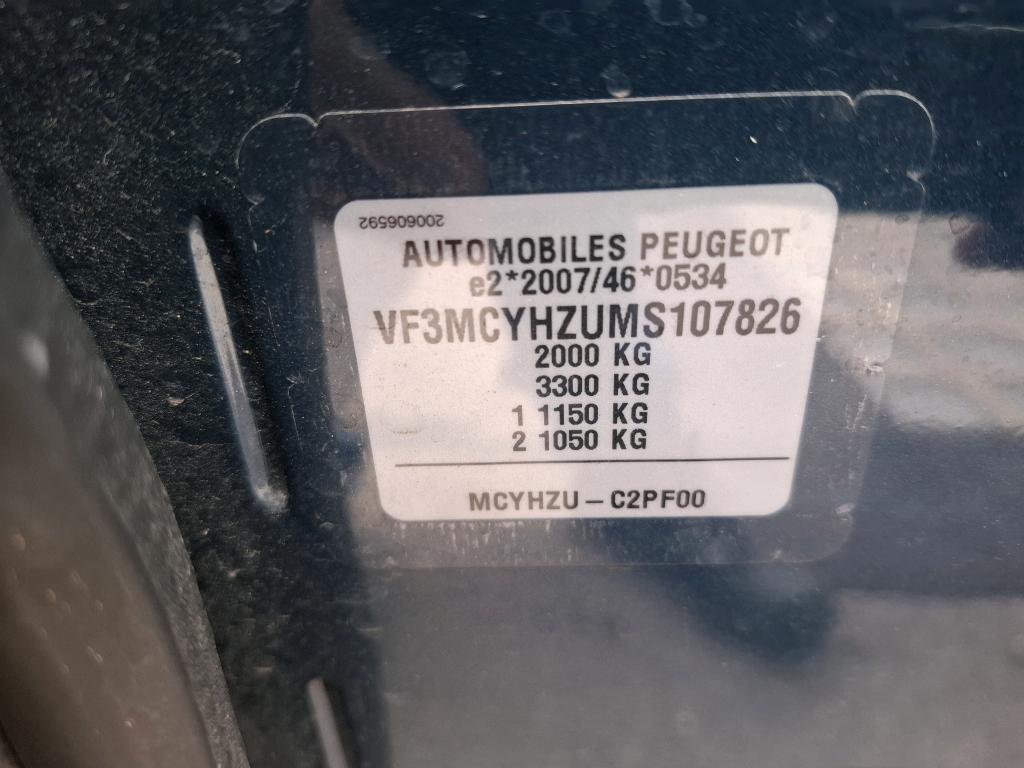 200606592
AUTOMOBILES PEUGEOT
e2*2007/46*0534
VF3MCYHZUMS107826
2000 KG
3300 KG
1 1150 KG
2 1050 KG
MCYHZU - C2PF00